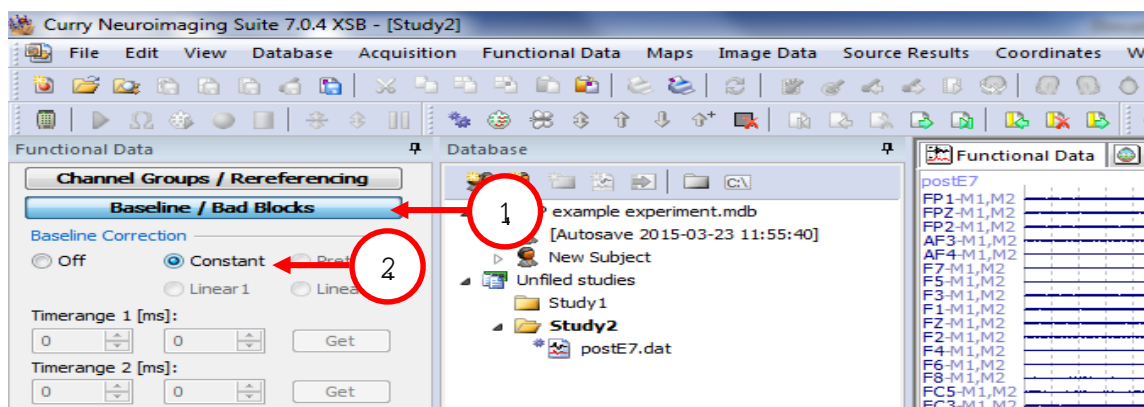 Curry Neuroimaging Suite 7.0.4 XSB - [Study2]
File Edit View Database Acquisition Functional Data Maps Image Data Source Results Coordinates W
Functional Data
Channel Groups / Rereferencing
Baseline / Bad Blocks
Baseline Correction
Off Constant
Linear1
Timerange 1 [ms]:
0 0 Get
Timerange 2 [ms]:
0 0 Get
1
2
Database
C:\
example experiment.mdb
[Autosave 2015-03-23 11:55:40]
New Subject
Unfiled studies
Study1
Study2
postE7.dat
Functional Data
postE7
FP1-M1,M2
FPZ-M1,M2
FP2-M1,M2
AF3-M1,M2
AF4-M1,M2
F7-M1,M2
F5-M1,M2
F3-M1,M2
F1-M1,M2
FZ-M1,M2
F2-M1,M2
F4-M1,M2
F6-M1,M2
F8-M1,M2
FC5-M1,M2
FC3-M1,M2